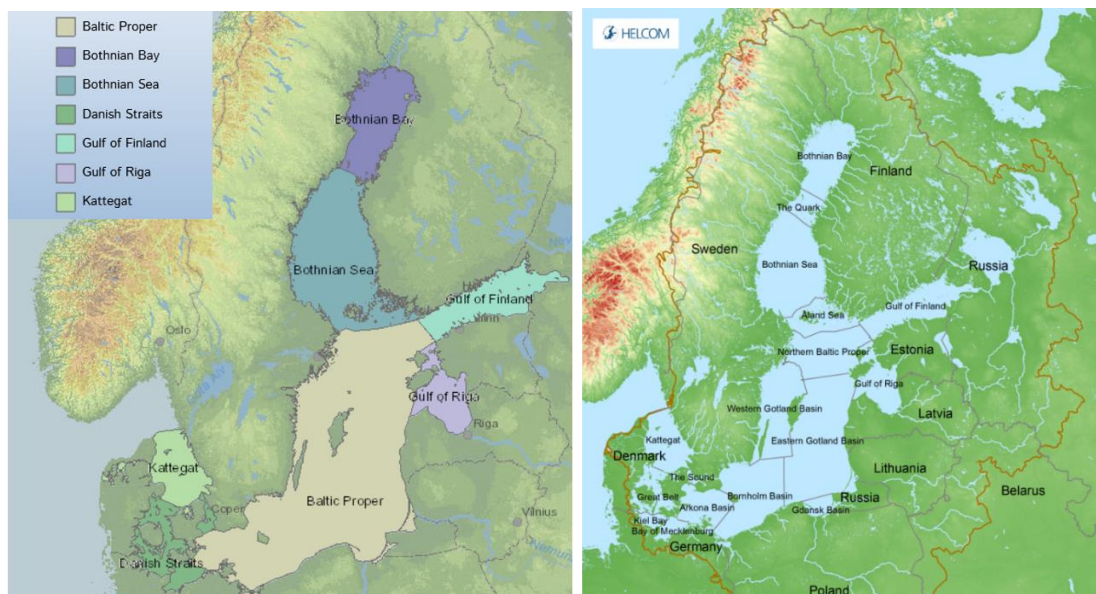 Baltic Proper
Bothnian Bay
Bothnian Sea
Danish Straits
Gulf of Finland
Gulf of Riga
Kattegat
Bothnian Bay
Bothnian Sea
Gulf of Finland
Oslo
Gulf of Riga
Riga
Kattegat
Baltic Proper
Vilnius
Danish Straits
HELCOM
Bothnian Bay
Finland
The Quark
Sweden
Bothnian Sea
Russia
Gulf of Finland
Åland Sea
Northern Baltic Proper
Estonia
Gulf of Riga
Western Gotland Basin
Latvia
Kattegat
Eastern Gotland Basin
Denmark
Lithuania
The Sound
Belarus
Great Belt
Bornholm Basin
Russia
Arkona Basin
Gdansk Basin
Kiel Bay
Bay of Mecklenburg
Germany
Poland